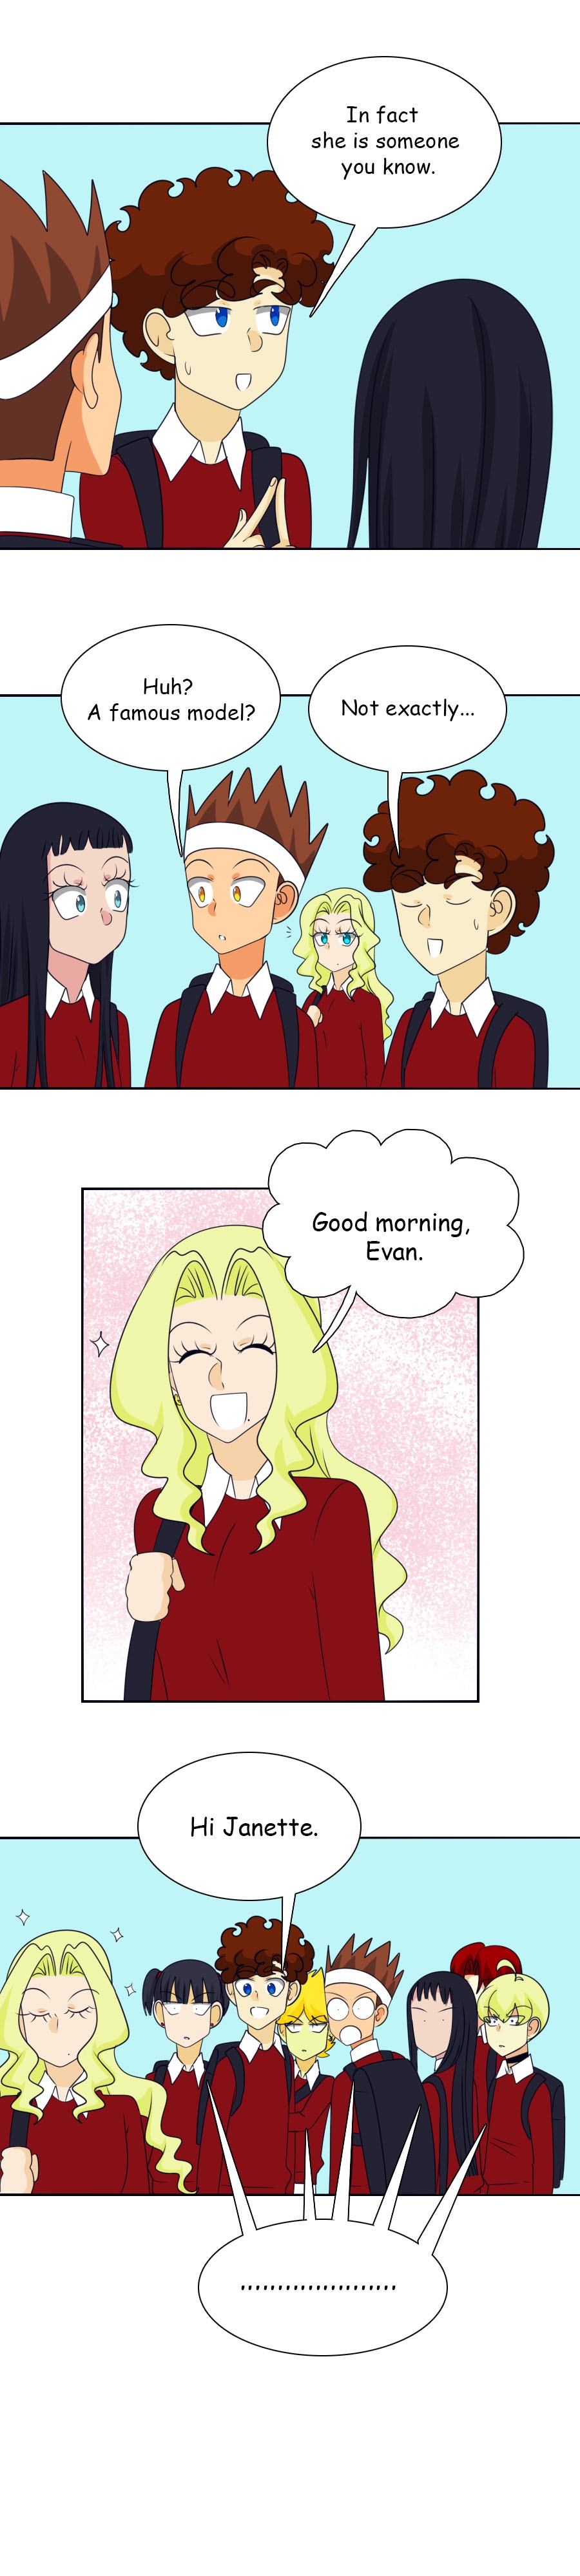 In fact
she is someone
you know.
Huh?
A famous model?
Not exactly...
Good morning,
Evan.
Hi Janette.
.....................